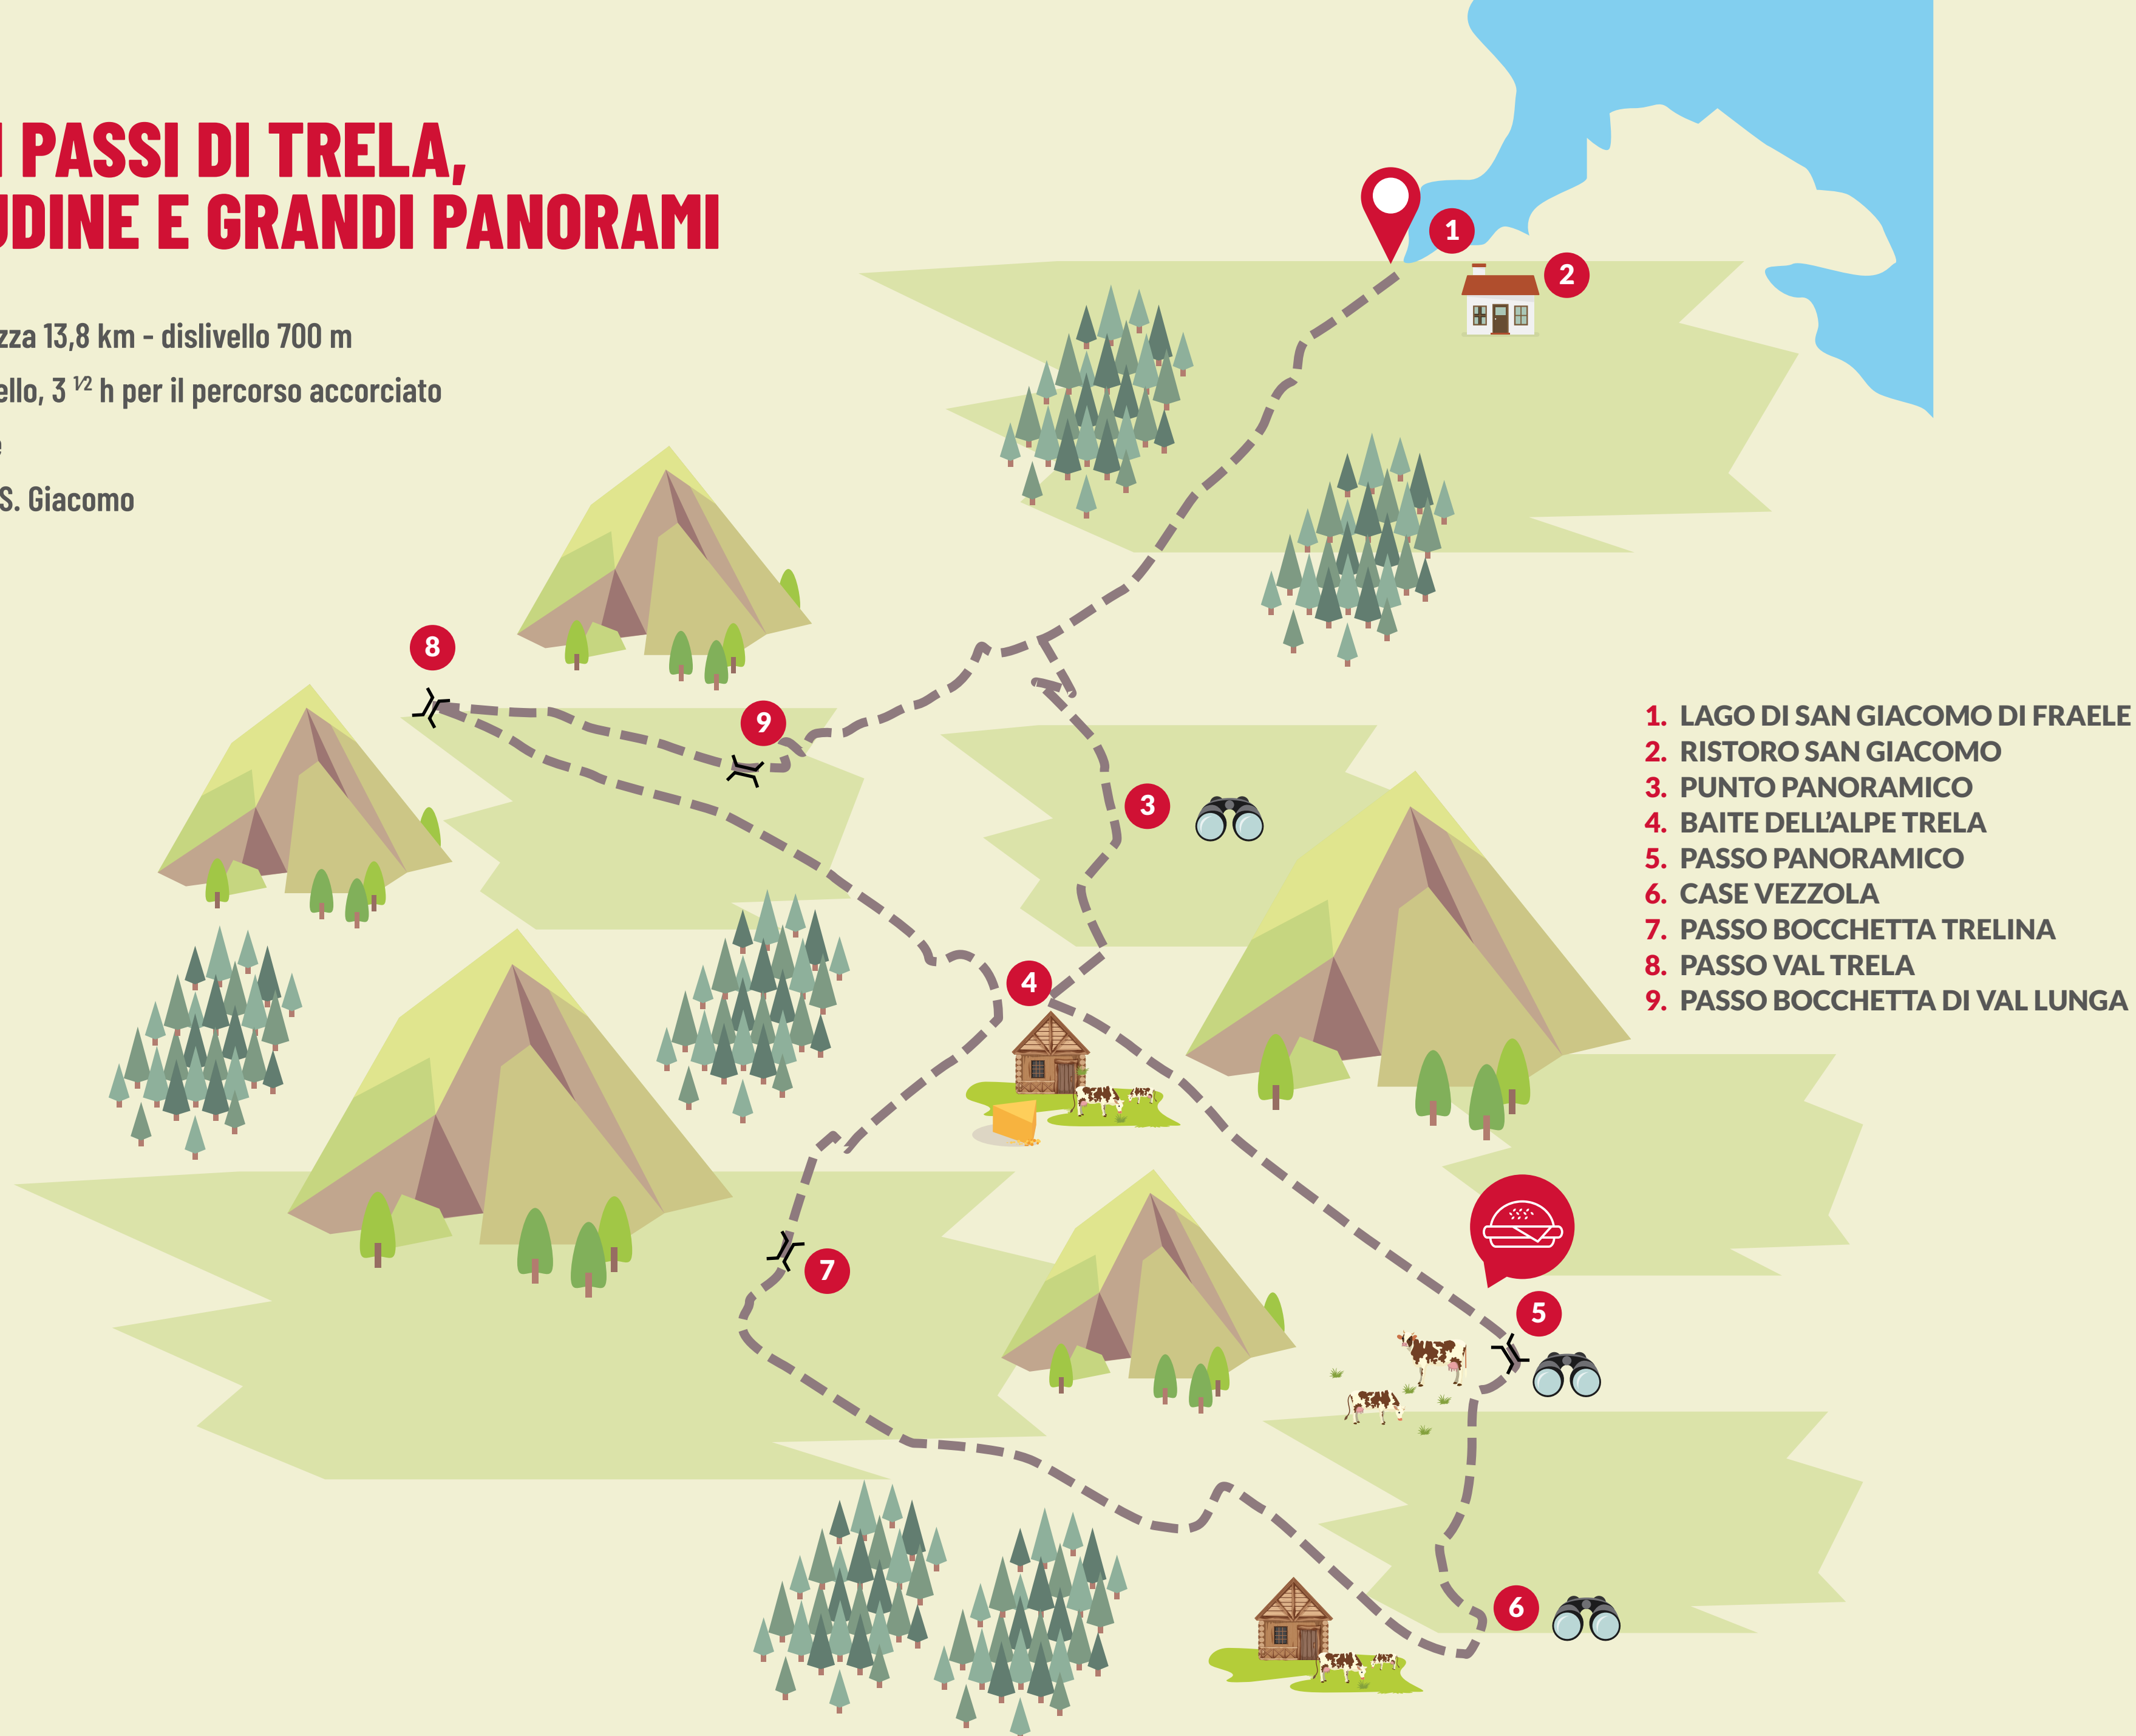 PASSI DI TRELA,
UDINE E GRANDI PANORAMI
zza 13,8 km - dislivello 700 m
ello, 3 1/2 h per il percorso accorciato
e
S. Giacomo
1
2
8
9
3
4
7
5
6
1. LAGO DI SAN GIACOMO DI FRAELE
2. RISTORO SAN GIACOMO
3. PUNTO PANORAMICO
4. BAITE DELL'ALPE TRELA
5. PASSO PANORAMICO
6. CASE VEZZOLA
7. PASSO BOCCHETTA TRELINA
8. PASSO VAL TRELA
9. PASSO BOCCHETTA DI VAL LUNGA